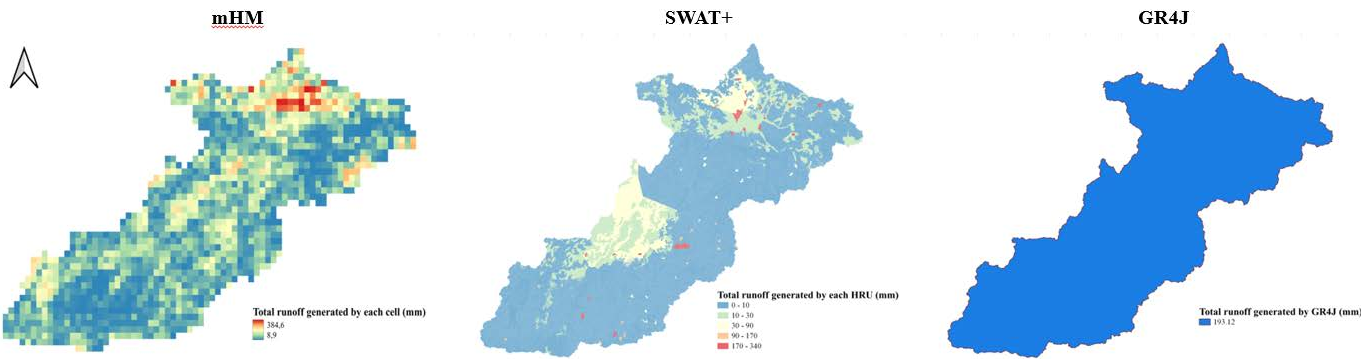 mHM
SWAT+
GR4J
Total runoff generated by each cell (mm)
384,6
8,9
Total runoff generated by each HRU (mm)
0 - 10
10 - 30
30 - 90
90 - 170
170 - 340
Total runoff generated by GR4J (mm)
193.12